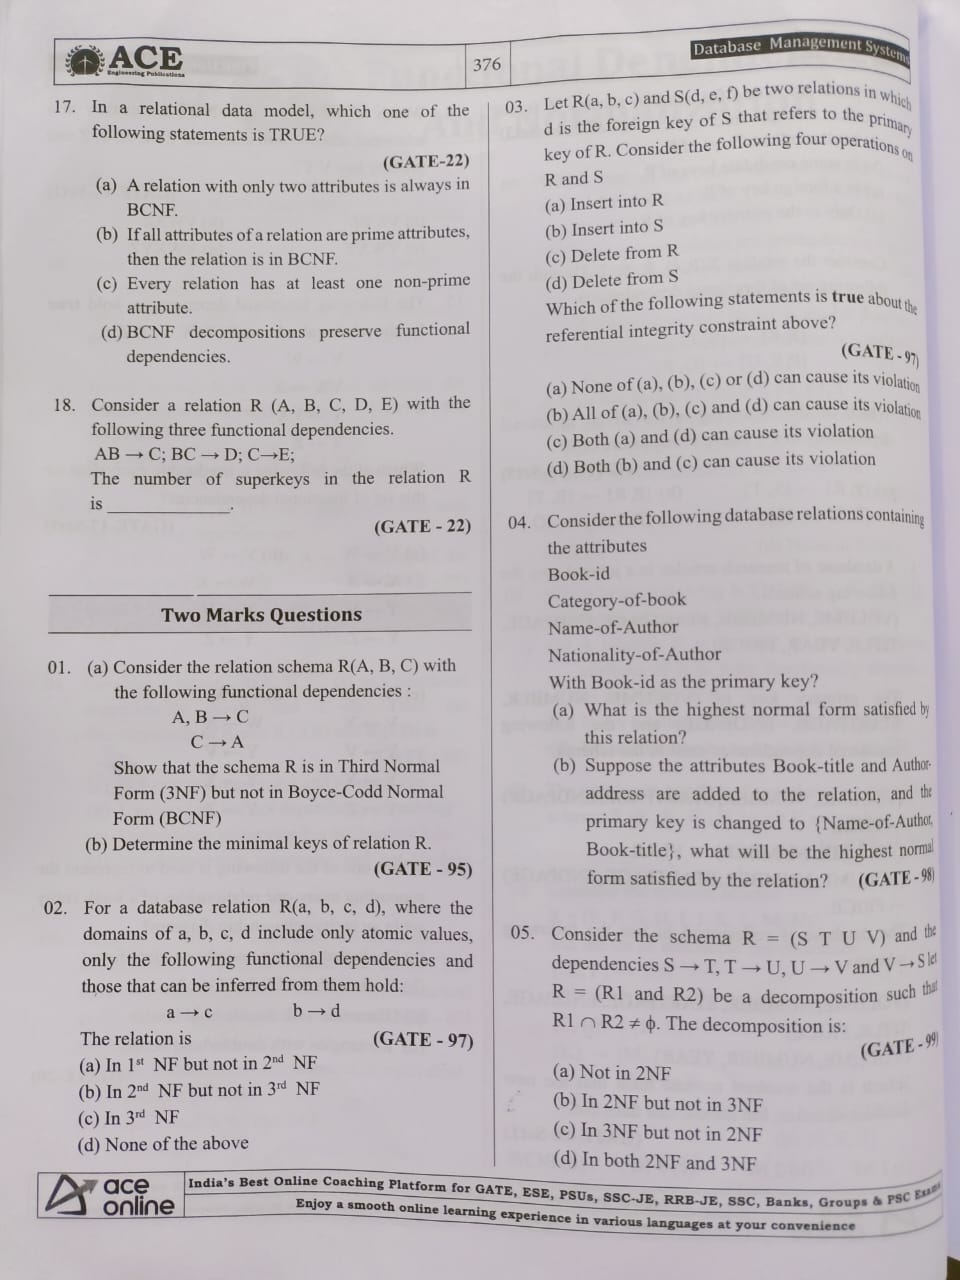 ACE
Engineering Publications
376
Database Management System
17. In a relational data model, which one of the
following statements is TRUE?
(GATE-22)
(a) A relation with only two attributes is always in
BCNF.
(b) If all attributes of a relation are prime attributes,
then the relation is in BCNF.
(c) Every relation has at least one non-prime
attribute.
(d) BCNF decompositions preserve functional
dependencies.
18. Consider a relation R (A, B, C, D, E) with the
following three functional dependencies.
AB → C; BC → D; C→E;
The number of superkeys in the relation R
is ____________.
(GATE - 22)
Two Marks Questions
01. (a) Consider the relation schema R(A, B, C) with
the following functional dependencies :
A, B → C
C → A
Show that the schema R is in Third Normal
Form (3NF) but not in Boyce-Codd Normal
Form (BCNF)
(b) Determine the minimal keys of relation R.
(GATE - 95)
02. For a database relation R(a, b, c, d), where the
domains of a, b, c, d include only atomic values,
only the following functional dependencies and
those that can be inferred from them hold:
a → c b → d
The relation is (GATE - 97)
(a) In 1st NF but not in 2nd NF
(b) In 2nd NF but not in 3rd NF
(c) In 3rd NF
(d) None of the above
03. Let R(a, b, c) and S(d, e, f) be two relations in which
d is the foreign key of S that refers to the primary
key of R. Consider the following four operations on
R and S
(a) Insert into R
(b) Insert into S
(c) Delete from R
(d) Delete from S
Which of the following statements is true about the
referential integrity constraint above?
(GATE - 97)
(a) None of (a), (b), (c) or (d) can cause its violation
(b) All of (a), (b), (c) and (d) can cause its violation
(c) Both (a) and (d) can cause its violation
(d) Both (b) and (c) can cause its violation
04. Consider the following database relations containing
the attributes
Book-id
Category-of-book
Name-of-Author
Nationality-of-Author
With Book-id as the primary key?
(a) What is the highest normal form satisfied by
this relation?
(b) Suppose the attributes Book-title and Author-
address are added to the relation, and the
primary key is changed to {Name-of-Author,
Book-title}, what will be the highest normal
form satisfied by the relation? (GATE - 98)
05. Consider the schema R = (S T U V) and the
dependencies S → T, T → U, U → V and V → S let
R = (R1 and R2) be a decomposition such that
R1 ∩ R2 ≠ ϕ. The decomposition is:
(GATE - 99)
(a) Not in 2NF
(b) In 2NF but not in 3NF
(c) In 3NF but not in 2NF
(d) In both 2NF and 3NF
ace
online
India's Best Online Coaching Platform for GATE, ESE, PSUs, SSC-JE, RRB-JE, SSC, Banks, Groups & PSC Exams
Enjoy a smooth online learning experience in various languages at your convenience